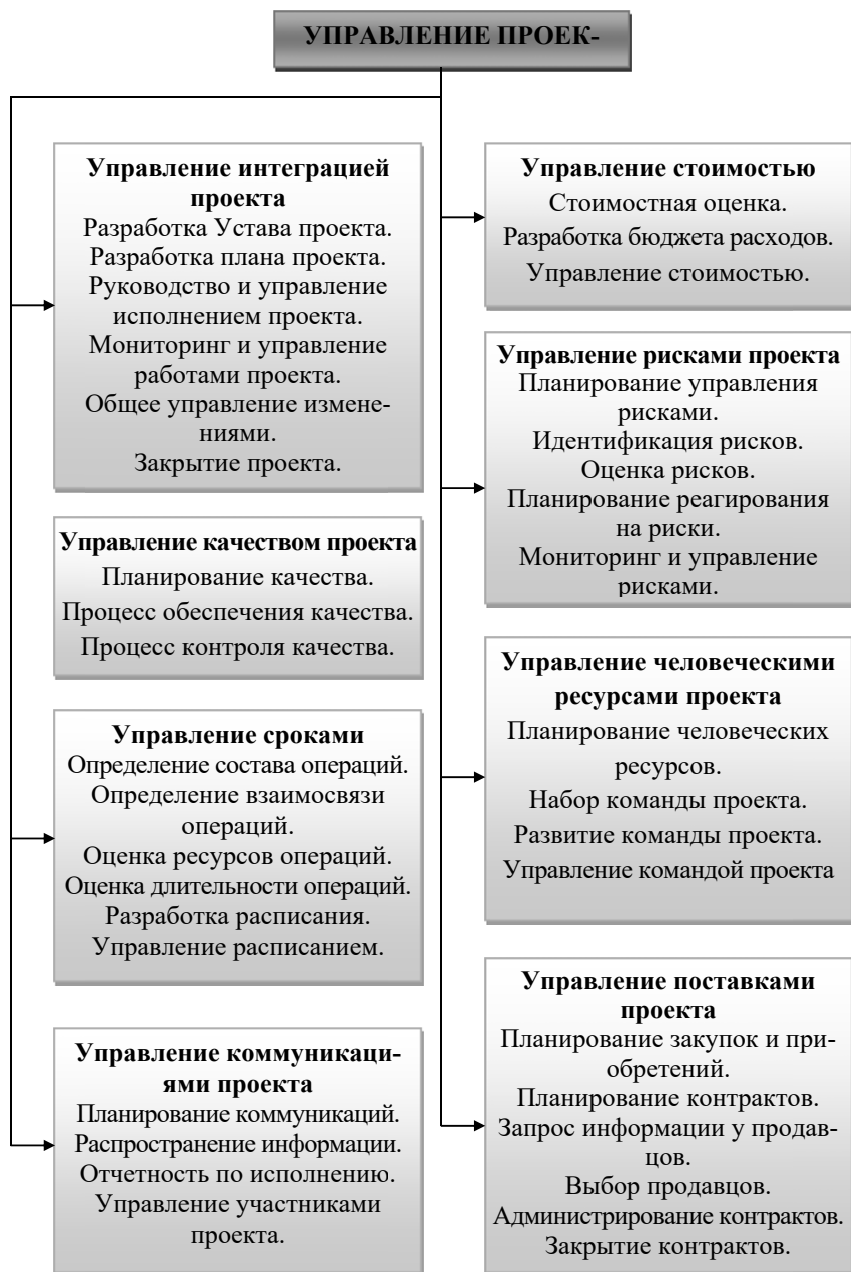 УПРАВЛЕНИЕ ПРОЕК-
Управление интеграцией
проекта
Разработка Устава проекта.
Разработка плана проекта.
Руководство и управление
исполнением проекта.
Мониторинг и управление
работами проекта.
Общее управление измене-
ниями.
Закрытие проекта.
Управление качеством проекта
Планирование качества.
Процесс обеспечения качества.
Процесс контроля качества.
Управление сроками
Определение состава операций.
Определение взаимосвязи
операций.
Оценка ресурсов операций.
Оценка длительности операций.
Разработка расписания.
Управление расписанием.
Управление коммуникаци-
ями проекта
Планирование коммуникаций.
Распространение информации.
Отчетность по исполнению.
Управление участниками
проекта.
Управление стоимостью
Стоимостная оценка.
Разработка бюджета расходов.
Управление стоимостью.
Управление рисками проекта
Планирование управления
рисками.
Идентификация рисков.
Оценка рисков.
Планирование реагирования
на риски.
Мониторинг и управление
рисками.
Управление человеческими
ресурсами проекта
Планирование человеческих
ресурсов.
Набор команды проекта.
Развитие команды проекта.
Управление командой проекта
Управление поставками
проекта
Планирование закупок и при-
обретений.
Планирование контрактов.
Запрос информации у продав-
цов.
Выбор продавцов.
Администрирование контрактов.
Закрытие контрактов.